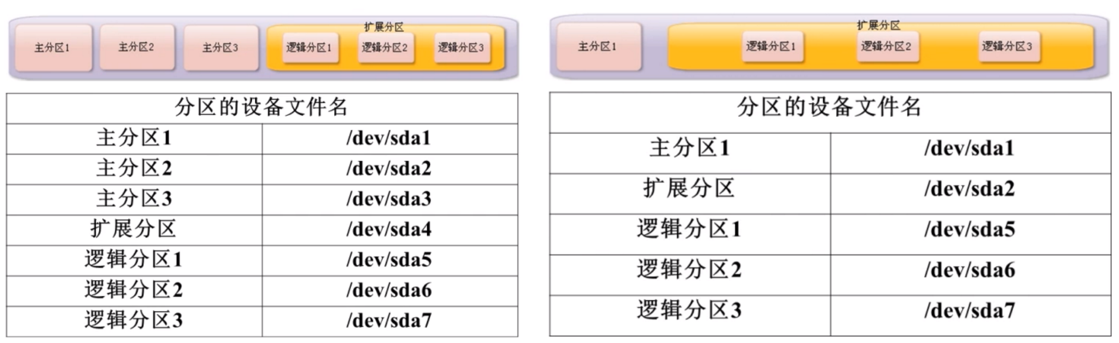 扩展分区
主分区1 主分区2 主分区3 逻辑分区1 逻辑分区2 逻辑分区3
分区的设备文件名
主分区1 /dev/sda1
主分区2 /dev/sda2
主分区3 /dev/sda3
扩展分区 /dev/sda4
逻辑分区1 /dev/sda5
逻辑分区2 /dev/sda6
逻辑分区3 /dev/sda7
扩展分区
主分区1 逻辑分区1 逻辑分区2 逻辑分区3
分区的设备文件名
主分区1 /dev/sda1
扩展分区 /dev/sda2
逻辑分区1 /dev/sda5
逻辑分区2 /dev/sda6
逻辑分区3 /dev/sda7